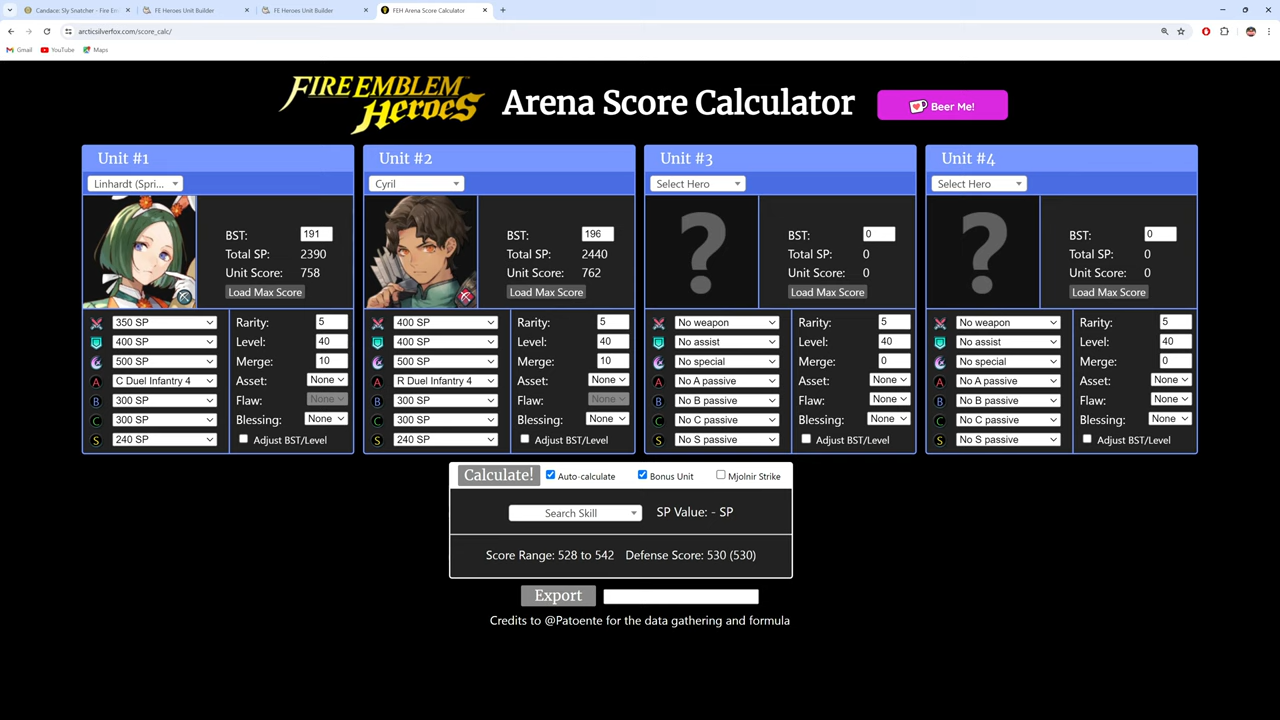 Candace: Sly Snatcher - Fire Em
FE Heroes Unit Builder
FE Heroes Unit Builder
FEH Arena Score Calculator
arcticsilverfox.com/score_calc/
Gmail YouTube Maps
FIRE EMBLEM Heroes Arena Score Calculator Beer Me!
Unit #1
Linhardt (Spri...
BST: 191
Total SP: 2390
Unit Score: 758
Load Max Score
350 SP Rarity: 5
400 SP Level: 40
500 SP Merge: 10
A C Duel Infantry 4 Asset: None
B 300 SP Flaw: None
C 300 SP Blessing: None
S 240 SP Adjust BST/Level
Unit #2
Cyril
BST: 196
Total SP: 2440
Unit Score: 762
Load Max Score
400 SP Rarity: 5
400 SP Level: 40
500 SP Merge: 10
A R Duel Infantry 4 Asset: None
B 300 SP Flaw: None
C 300 SP Blessing: None
S 240 SP Adjust BST/Level
Unit #3
Select Hero
?
BST: 0
Total SP: 0
Unit Score: 0
Load Max Score
No weapon Rarity: 5
No assist Level: 40
No special Merge: 0
A No A passive Asset: None
B No B passive Flaw: None
C No C passive Blessing: None
S No S passive Adjust BST/Level
Unit #4
Select Hero
?
BST: 0
Total SP: 0
Unit Score: 0
Load Max Score
No weapon Rarity: 5
No assist Level: 40
No special Merge: 0
A No A passive Asset: None
B No B passive Flaw: None
C No C passive Blessing: None
S No S passive Adjust BST/Level
Calculate! Auto-calculate Bonus Unit Mjolnir Strike
Search Skill SP Value: - SP
Score Range: 528 to 542 Defense Score: 530 (530)
Export
Credits to @Patoente for the data gathering and formula